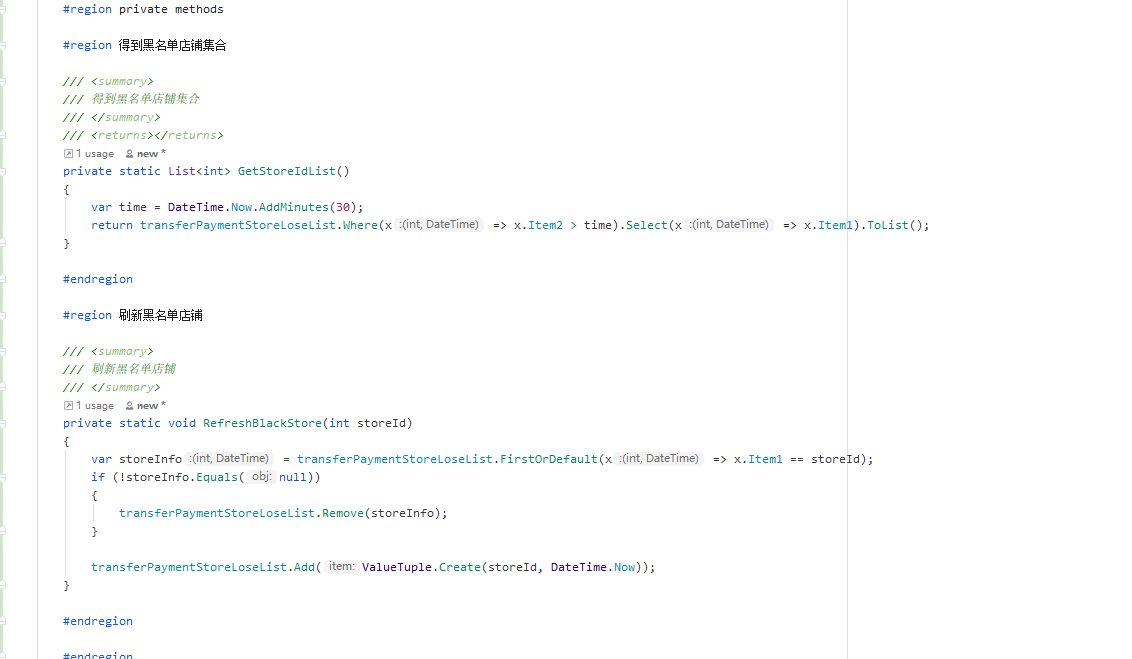 #region private methods
#region 得到黑名单店铺集合
/// <summary>
/// 得到黑名单店铺集合
/// </summary>
/// <returns></returns>
1 usage new *
private static List<int> GetStoreIdList()
{
var time = DateTime.Now.AddMinutes(30);
return transferPaymentStoreLoseList.Where(x :(int, DateTime) => x.Item2 > time).Select(x :(int, DateTime) => x.Item1).ToList();
}
#endregion
#region 刷新黑名单店铺
/// <summary>
/// 刷新黑名单店铺
/// </summary>
1 usage new *
private static void RefreshBlackStore(int storeId)
{
var storeInfo :(int, DateTime) = transferPaymentStoreLoseList.FirstOrDefault(x :(int, DateTime) => x.Item1 == storeId);
if (!storeInfo.Equals( obj: null))
{
transferPaymentStoreLoseList.Remove(storeInfo);
}
transferPaymentStoreLoseList.Add( item: ValueTuple.Create(storeId, DateTime.Now));
}
#endregion
#endregion